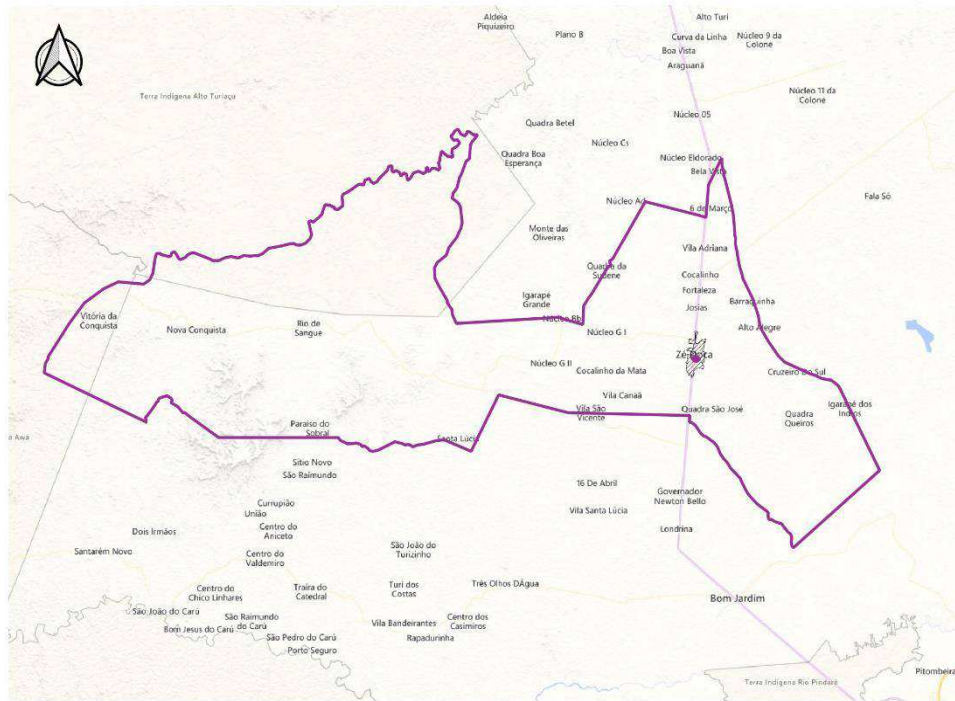 Aldeia
Piquizeiro
Alto Turi
Plano B
Curva da Linha
Núcleo 9 da
Colone
Boa Vista
Araguanã
Terra Indígena Alto Turiaçu
Núcleo 11 da
Colone
Núcleo 05
Quadra Betel
Núcleo Cs
Quadra Boa
Esperança
Núcleo Eldorado
Bela Vista
Fala Só
Núcleo Ad
6 de Março
Monte das
Oliveiras
Vila Adriana
Quadra da
Sudene
Cocalinho
Fortaleza
Igarapé
Grande
Barraquinha
Josias
Vitória da
Conquista
Nova Conquista
Rio de
Sangue
Núcleo Bb
Núcleo G I
Alto Alegre
Zé Doca
Núcleo G II
Cocalinho da Mata
Cruzeiro do Sul
Vila Canaã
Vila São
Vicente
Quadra São José
Quadra
Queiros
Igarapé dos
Índios
Paraiso do
Sobral
Santa Lúcia
a Awa
Sítio Novo
São Raimundo
16 De Abril
Governador
Newton Bello
Currupião
União
Vila Santa Lúcia
Dois Irmãos
Centro do
Aniceto
Londrina
Santarém Novo
Centro do
Valdemiro
São João do
Turizinho
Centro do
Chico Linhares
Traíra do
Catedral
Turi dos
Costas
Três Olhos DÁgua
Bom Jardim
São João do Carú
São Raimundo
do Carú
Bom Jesus do Carú
Vila Bandeirantes
Centro dos
Casimiros
São Pedro do Carú
Rapadurinha
Porto Seguro
Pitombeira
Terra Indígena Rio Pindaré